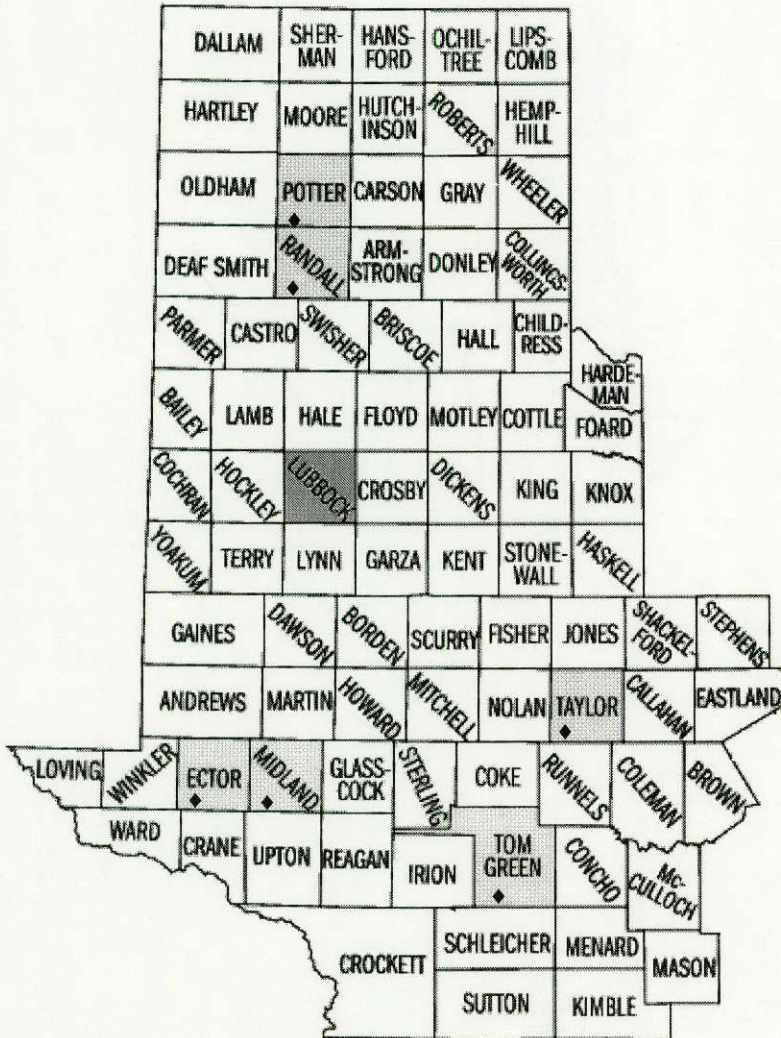 DALLAM
SHER-
MAN
HANS-
FORD
OCHIL-
TREE
LIPS-
COMB
HARTLEY
MOORE
HUTCH-
INSON
ROBERTS
HEMP-
HILL
OLDHAM
POTTER
CARSON
GRAY
WHEELER
DEAF SMITH
RANDALL
ARM-
STRONG
DONLEY
COLLINGS-
WORTH
PARMER
CASTRO
SWISHER
BRISCOE
HALL
CHILD-
RESS
HARDE-
MAN
BAILEY
LAMB
HALE
FLOYD
MOTLEY
COTTLE
FOARD
COCHRAN
HOCKLEY
LUBBOCK
CROSBY
DICKENS
KING
KNOX
YOAKUM
TERRY
LYNN
GARZA
KENT
STONE-
WALL
HASKELL
GAINES
DAWSON
BORDEN
SCURRY
FISHER
JONES
SHACKEL-
FORD
STEPHENS
ANDREWS
MARTIN
HOWARD
MITCHELL
NOLAN
TAYLOR
CALLAHAN
EASTLAND
LOVING
WINKLER
ECTOR
MIDLAND
GLASS-
COCK
STERLING
COKE
RUNNELS
COLEMAN
BROWN
WARD
CRANE
UPTON
REAGAN
IRION
TOM
GREEN
CONCHO
Mc-
CULLOCH
CROCKETT
SCHLEICHER
MENARD
MASON
SUTTON
KIMBLE